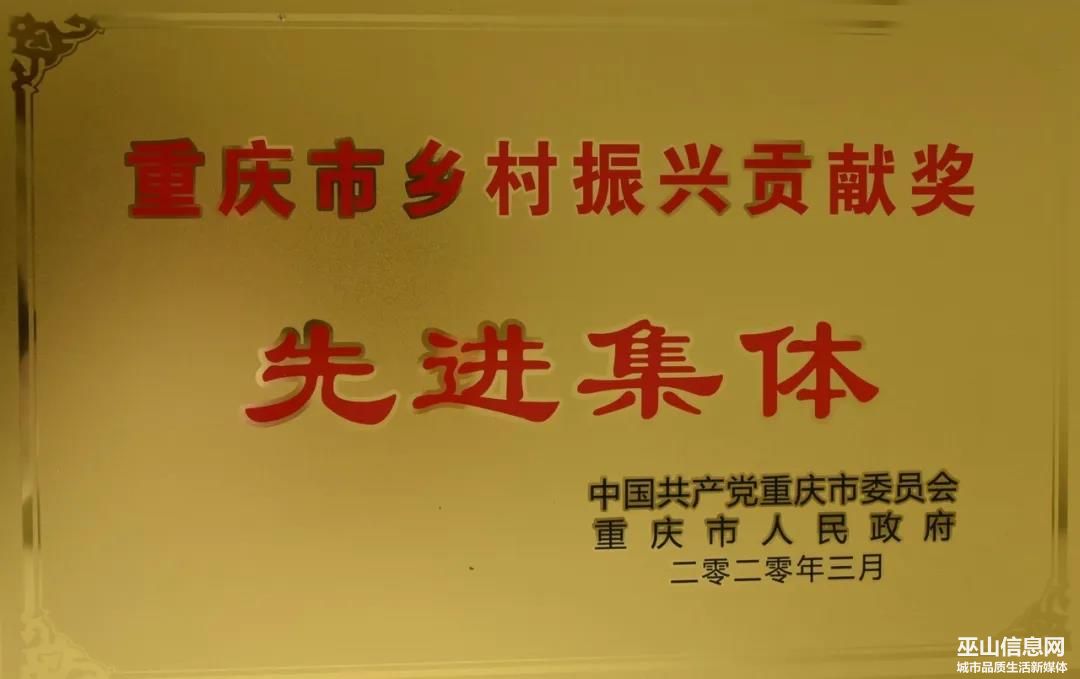 重庆市乡村振兴贡献奖
先进集体
中国共产党重庆市委员会
重庆市人民政府
二零二零年三月
巫山信息网
城市品质生活新媒体